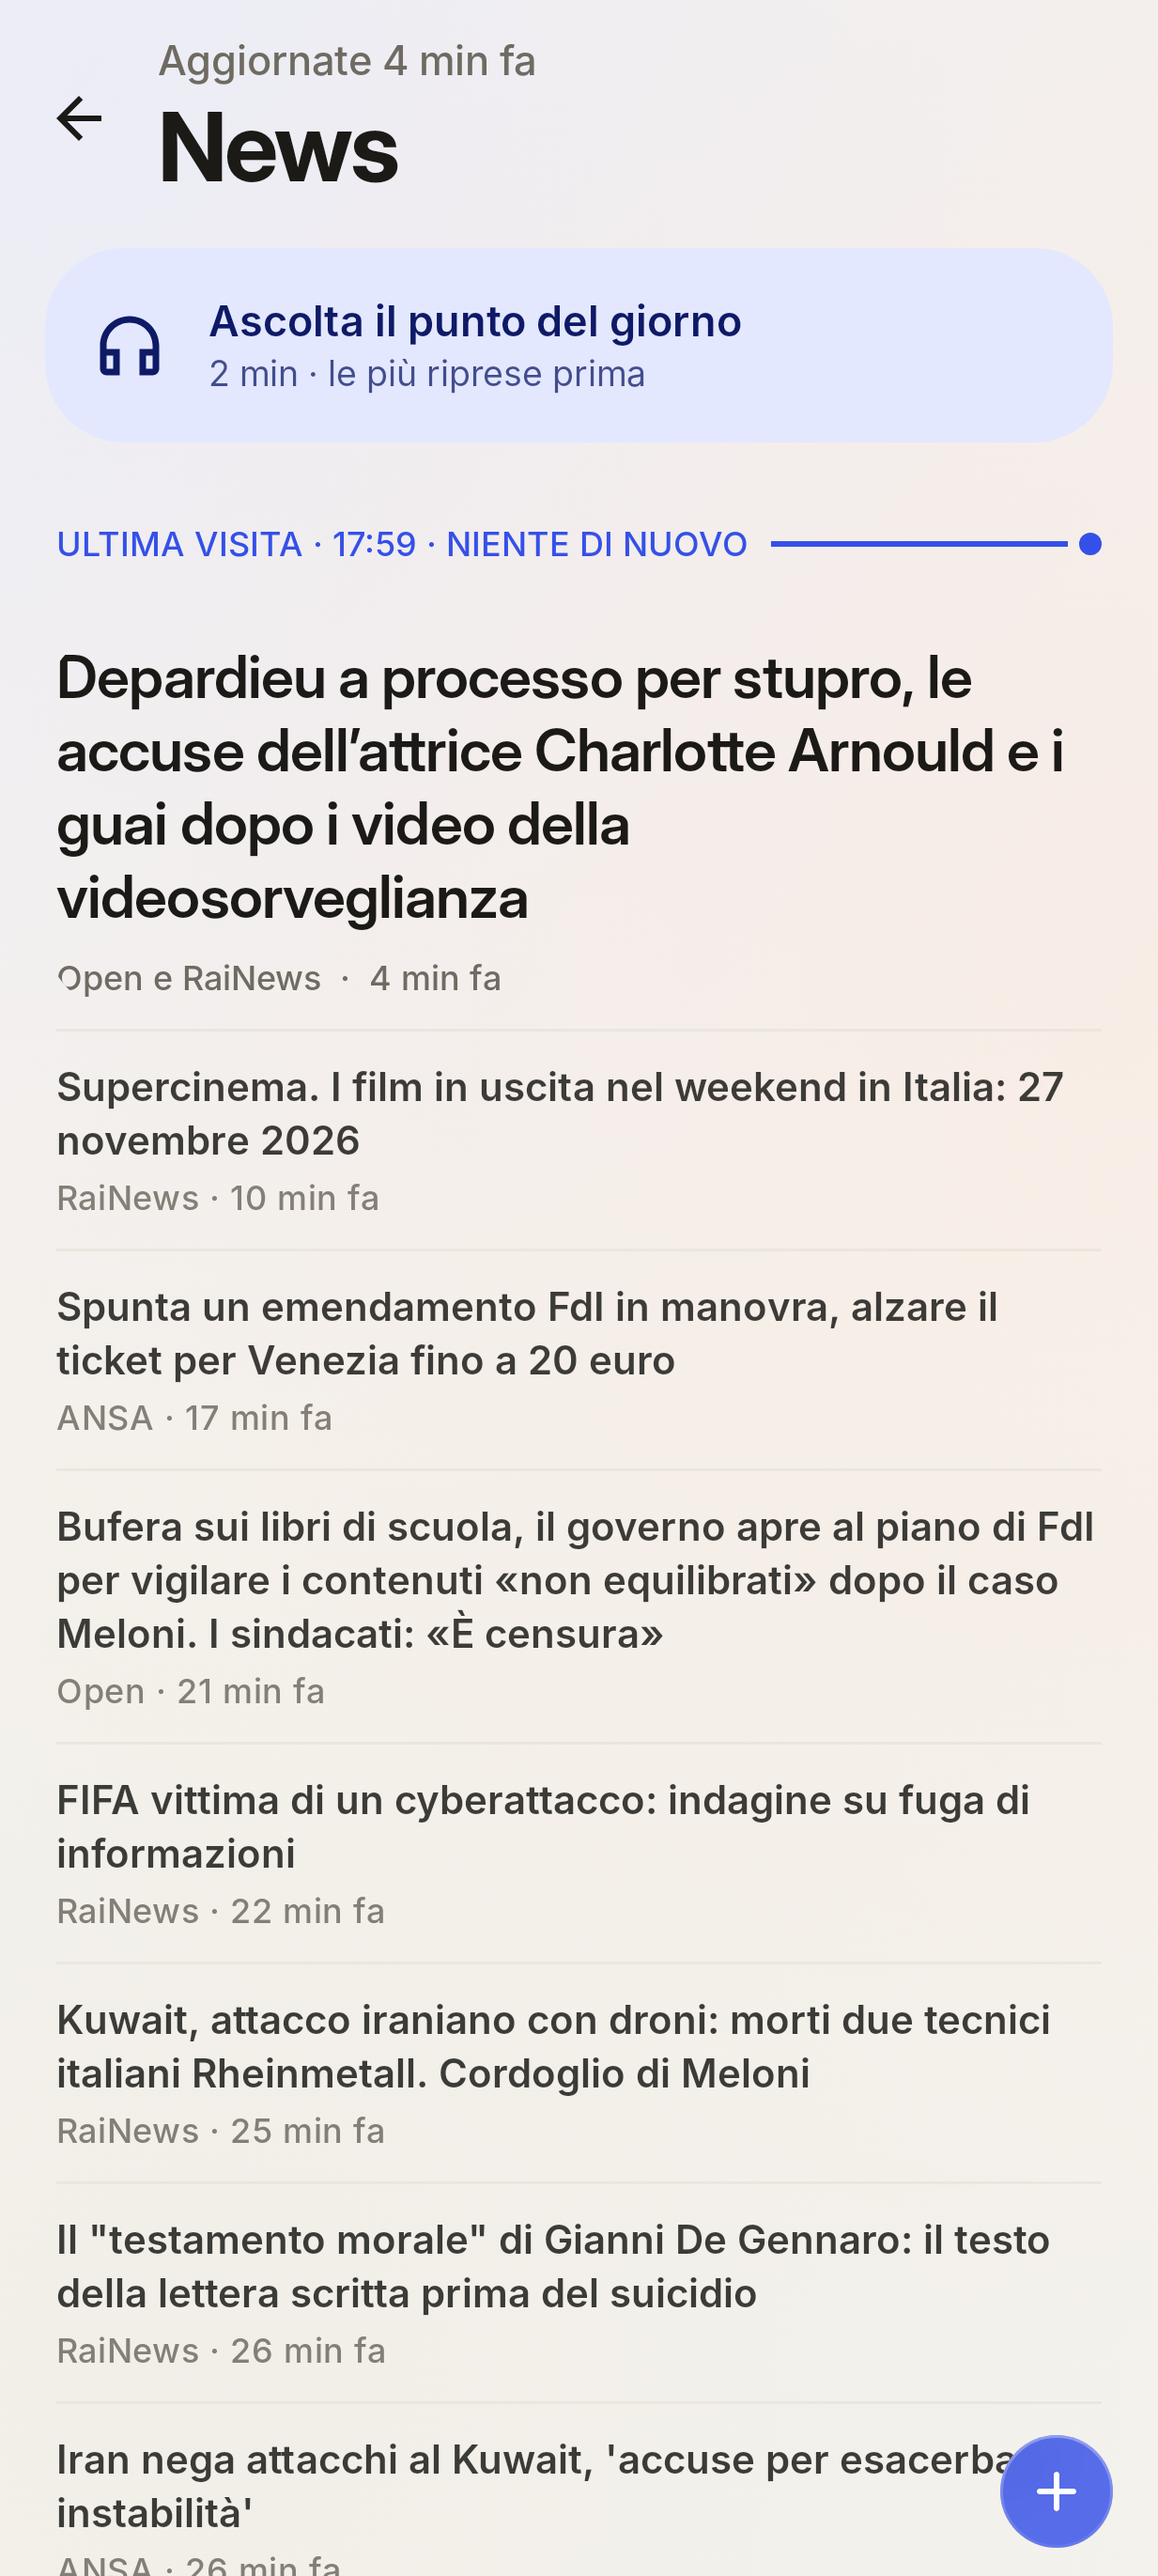 Aggiornate 4 min fa
News
Ascolta il punto del giorno
2 min · le più riprese prima
ULTIMA VISITA · 17:59 · NIENTE DI NUOVO
Depardieu a processo per stupro, le
accuse dell’attrice Charlotte Arnould e i
guai dopo i video della
videosorveglianza
Open e RaiNews · 4 min fa
Supercinema. I film in uscita nel weekend in Italia: 27
novembre 2026
RaiNews · 10 min fa
Spunta un emendamento FdI in manovra, alzare il
ticket per Venezia fino a 20 euro
ANSA · 17 min fa
Bufera sui libri di scuola, il governo apre al piano di FdI
per vigilare i contenuti «non equilibrati» dopo il caso
Meloni. I sindacati: «È censura»
Open · 21 min fa
FIFA vittima di un cyberattacco: indagine su fuga di
informazioni
RaiNews · 22 min fa
Kuwait, attacco iraniano con droni: morti due tecnici
italiani Rheinmetall. Cordoglio di Meloni
RaiNews · 25 min fa
Il "testamento morale" di Gianni De Gennaro: il testo
della lettera scritta prima del suicidio
RaiNews · 26 min fa
Iran nega attacchi al Kuwait, 'accuse per
instabilità'
ANSA · 26 min fa